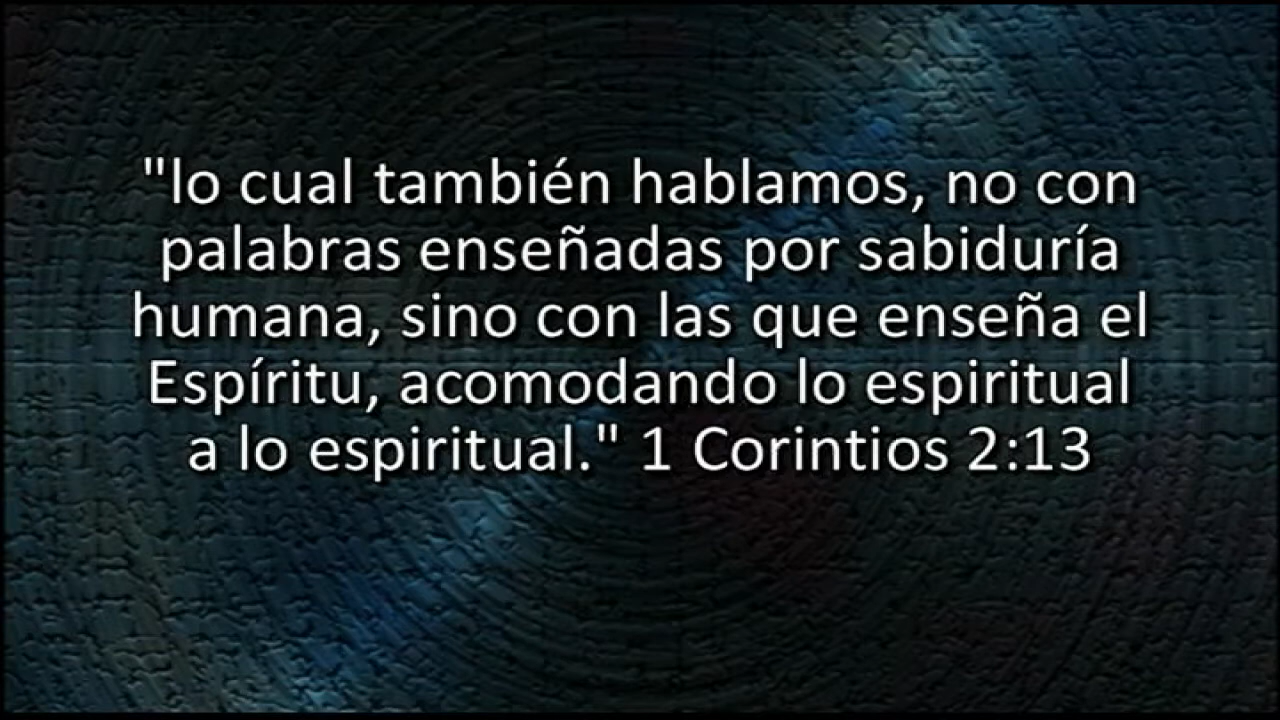 "lo cual también hablamos, no con
palabras enseñadas por sabiduría
humana, sino con las que enseña el
Espíritu, acomodando lo espiritual
a lo espiritual." 1 Corintios 2:13